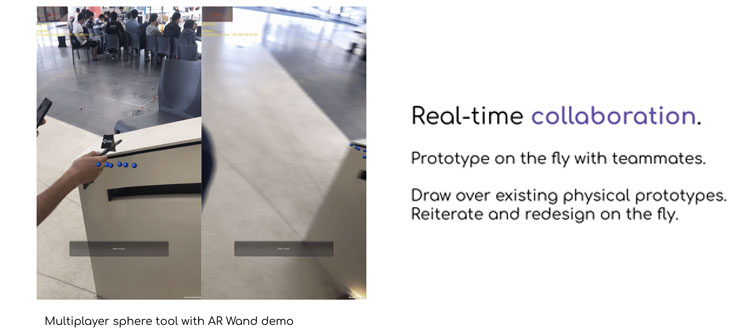 Real-time collaboration.
Prototype on the fly with teammates.
Draw over existing physical prototypes.
Reiterate and redesign on the fly.
Multiplayer sphere tool with AR Wand demo